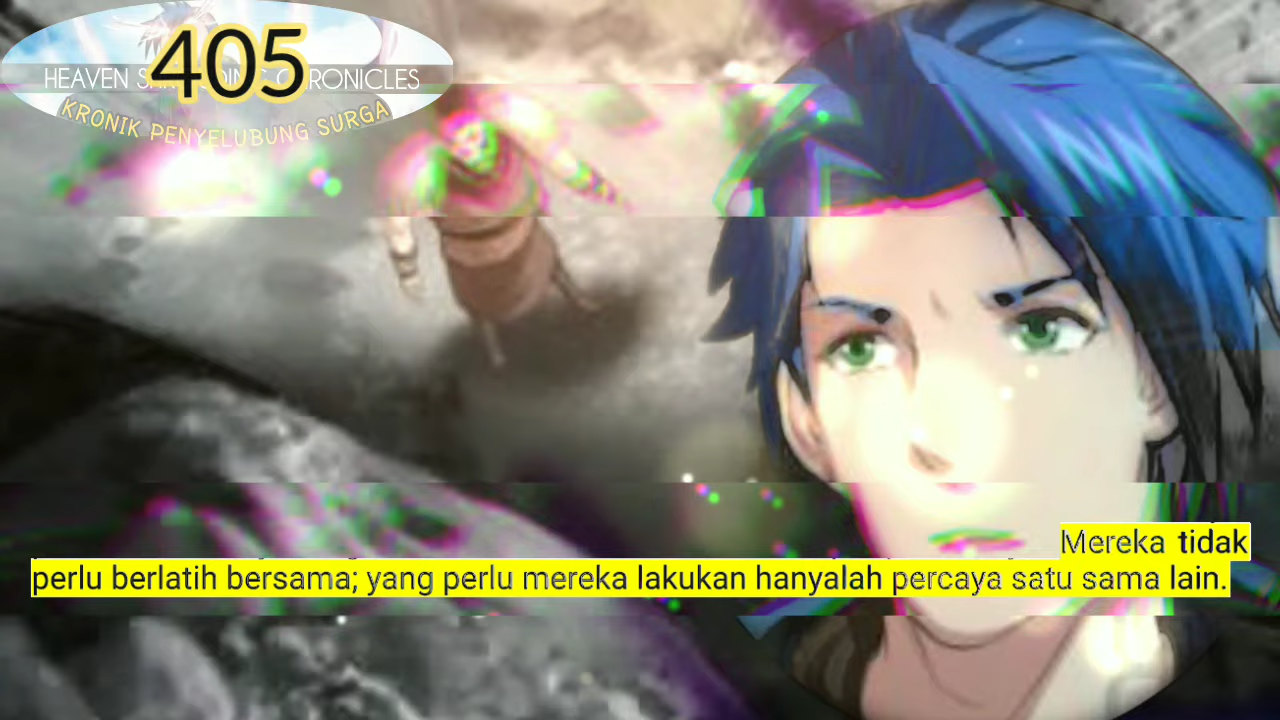 405
HEAVEN S CHRONICLES
KRONIK PENYELUBUNG SURGA
Mereka tidak
perlu berlatih bersama; yang perlu mereka lakukan hanyalah percaya satu sama lain.